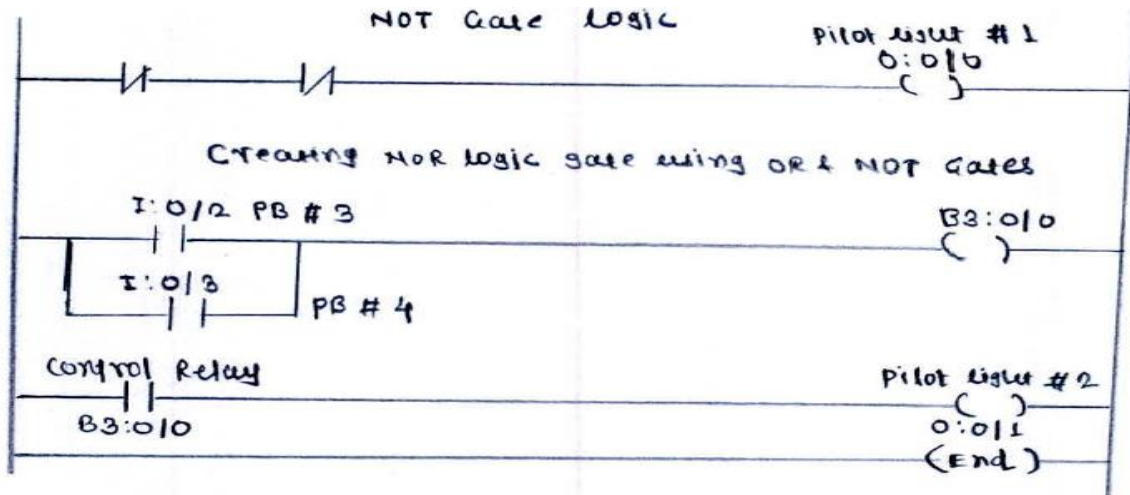 NOT Gate Logic
Pilot light # 1
O:0/0
Creating NOR logic gate using OR & NOT Gates
I:0/2 PB # 3
B3:0/0
I:0/3
PB # 4
Control Relay
Pilot Light # 2
B3:0/0
O:0/1
(End)